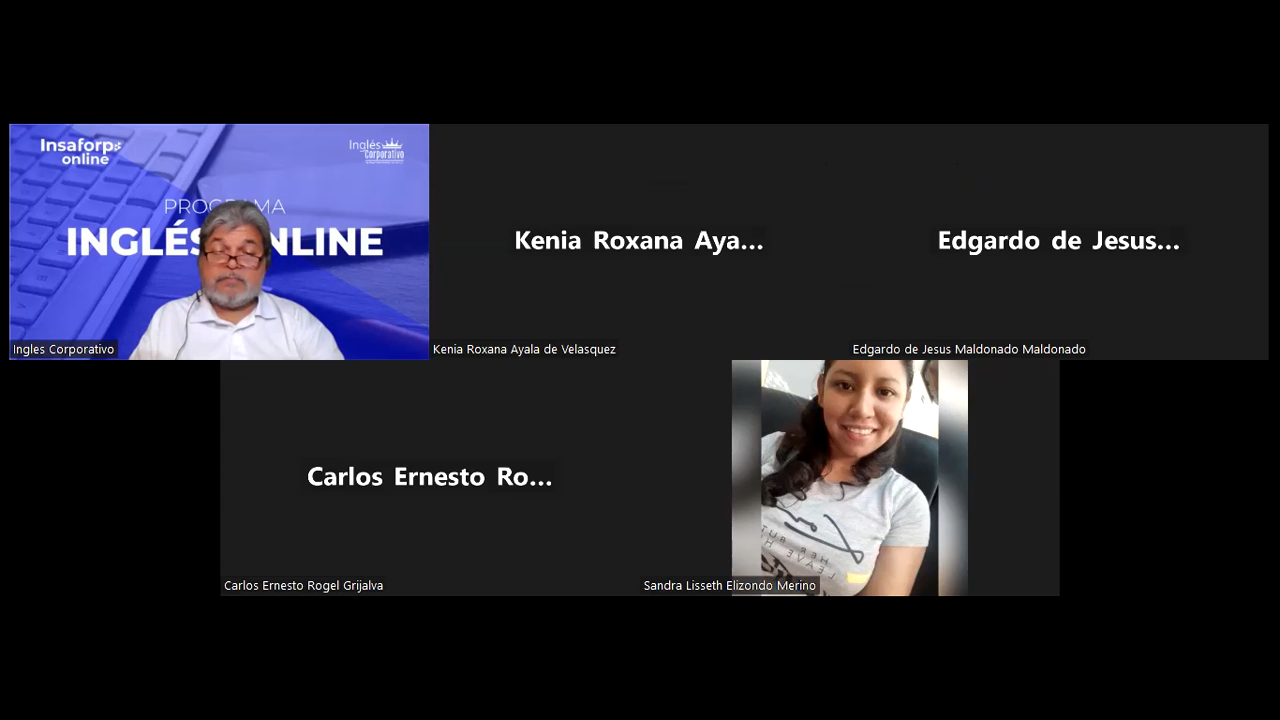 Insaforp
online
Inglés
Corporativo
PROGRAMA
INGLÉS ONLINE
Kenia Roxana Aya...
Edgardo de Jesus...
Ingles Corporativo
Kenia Roxana Ayala de Velasquez
Edgardo de Jesus Maldonado Maldonado
Carlos Ernesto Ro...
Carlos Ernesto Rogel Grijalva
Sandra Lisseth Elizondo Merino